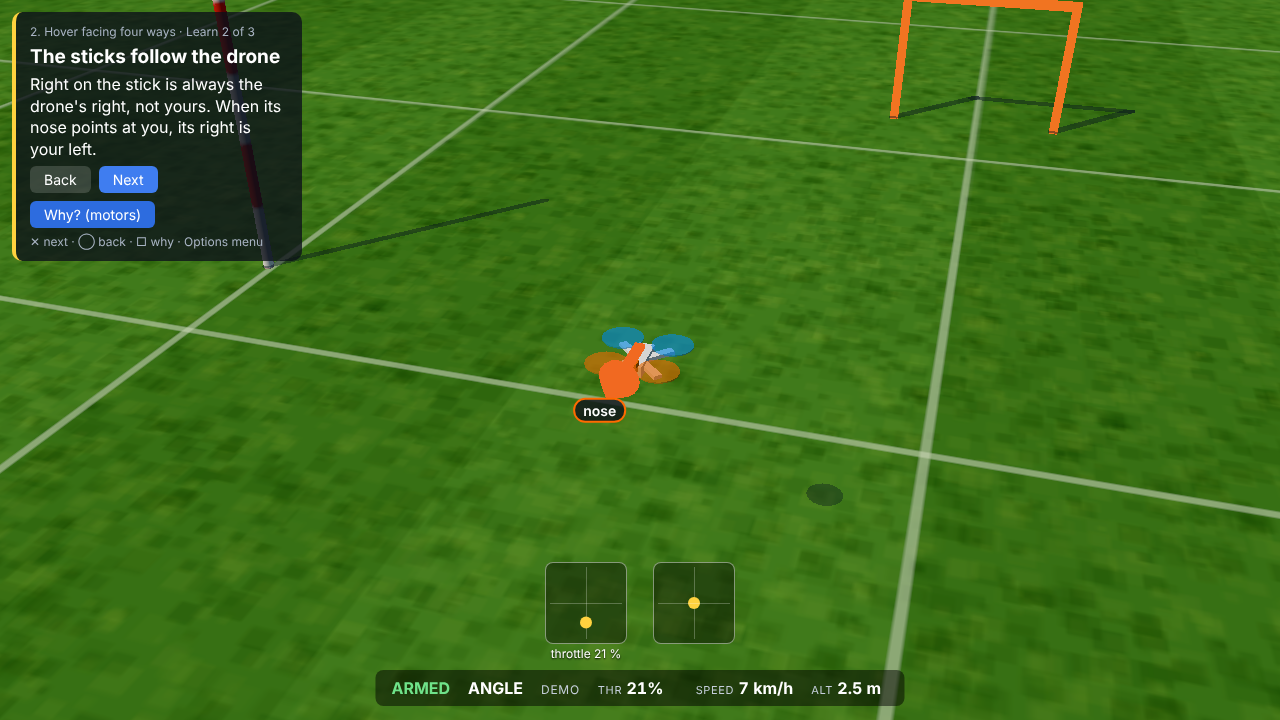 2. Hover facing four ways · Learn 2 of 3
The sticks follow the drone
Right on the stick is always the
drone's right, not yours. When its
nose points at you, its right is
your left.
Back Next
Why? (motors)
✕ next · ◯ back · □ why · Options menu
nose
throttle 21 %
ARMED ANGLE DEMO THR 21% SPEED 7 km/h ALT 2.5 m